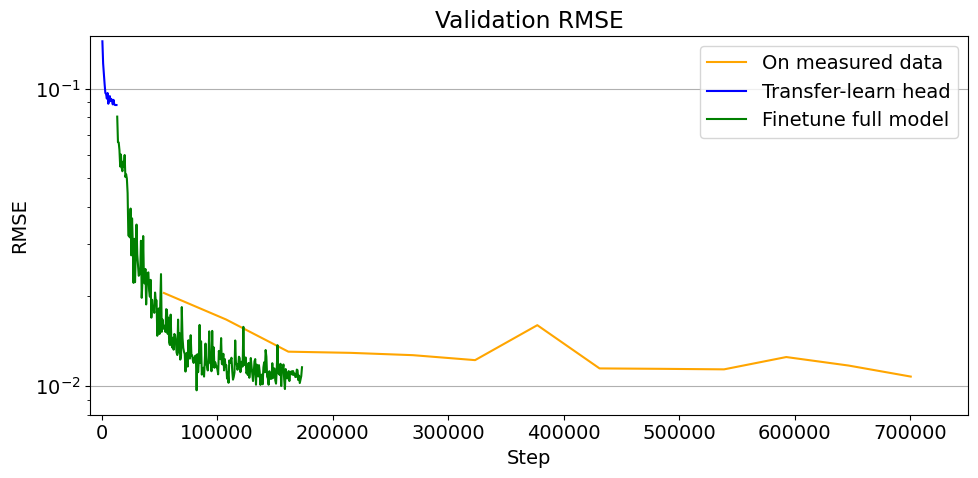 Validation RMSE
On measured data
Transfer-learn head
Finetune full model
RMSE
10⁻¹
10⁻²
0 100000 200000 300000 400000 500000 600000 700000
Step